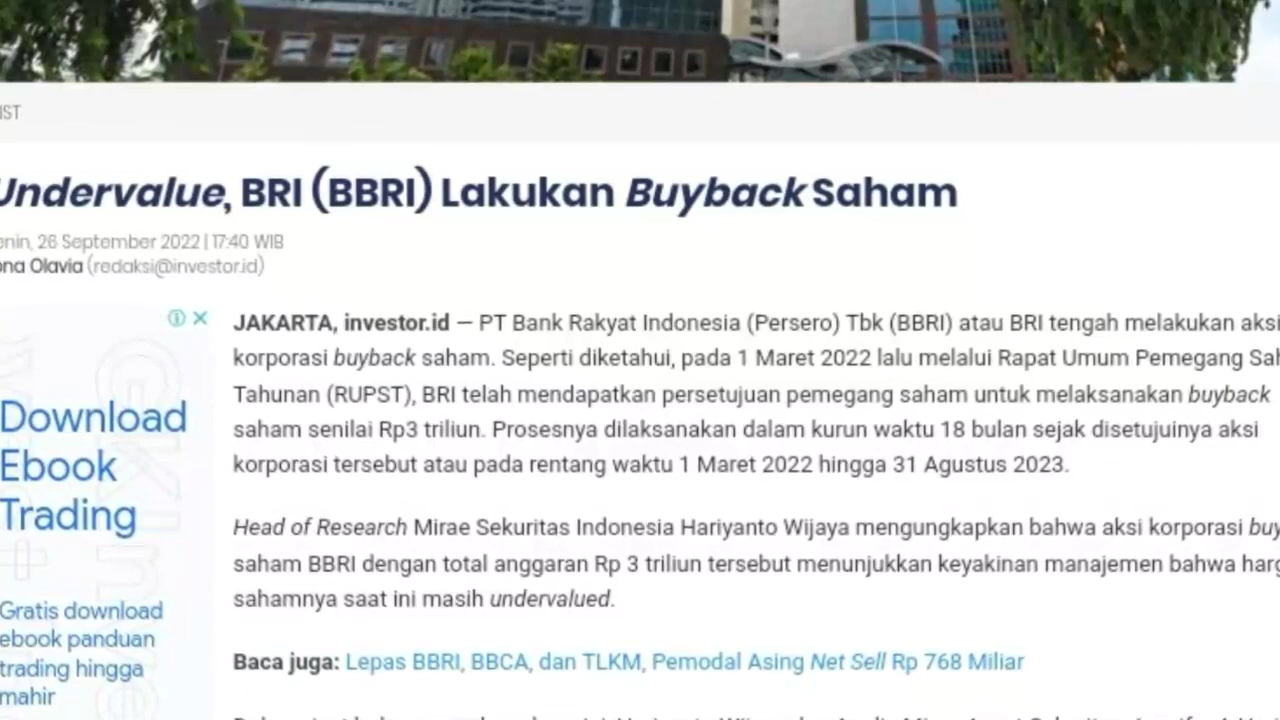 IST
Undervalue, BRI (BBRI) Lakukan Buyback Saham
enin, 26 September 2022 | 17:40 WIB
ona Olavia (redaksi@investor.id)
JAKARTA, investor.id — PT Bank Rakyat Indonesia (Persero) Tbk (BBRI) atau BRI tengah melakukan aksi
korporasi buyback saham. Seperti diketahui, pada 1 Maret 2022 lalu melalui Rapat Umum Pemegang Sah
Tahunan (RUPST), BRI telah mendapatkan persetujuan pemegang saham untuk melaksanakan buyback
saham senilai Rp3 triliun. Prosesnya dilaksanakan dalam kurun waktu 18 bulan sejak disetujuinya aksi
korporasi tersebut atau pada rentang waktu 1 Maret 2022 hingga 31 Agustus 2023.
Head of Research Mirae Sekuritas Indonesia Hariyanto Wijaya mengungkapkan bahwa aksi korporasi buy
saham BBRI dengan total anggaran Rp 3 triliun tersebut menunjukkan keyakinan manajemen bahwa harg
sahamnya saat ini masih undervalued.
Baca juga: Lepas BBRI, BBCA, dan TLKM, Pemodal Asing Net Sell Rp 768 Miliar
Download
Ebook
Trading
Gratis download
ebook panduan
trading hingga
mahir